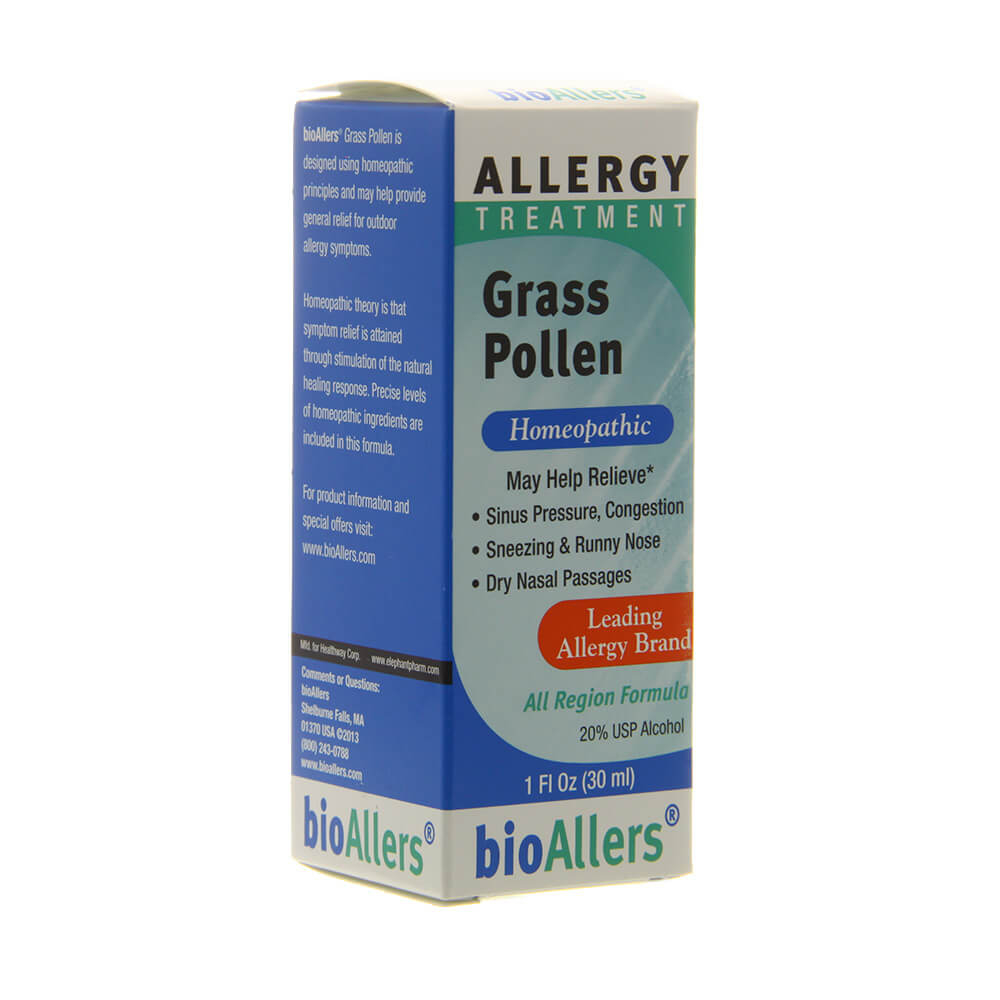 bioAllers
bioAllers® Grass Pollen is
designed using homeopathic
principles and may help provide
general relief for outdoor
allergy symptoms.
Homeopathic theory is that
symptom relief is attained
through stimulation of the natural
healing response. Precise levels
of homeopathic ingredients are
included in this formula.
For product information and
special offers visit:
www.bioAllers.com
Mfd. for Healthway Corp. www.elephantpharm.com
Comments or Questions:
bioAllers
Shelburne Falls, MA
01370 USA ©2013
(800) 243-0788
www.bioallers.com
bioAllers®
ALLERGY
TREATMENT
Grass
Pollen
Homeopathic
May Help Relieve*
• Sinus Pressure, Congestion
• Sneezing & Runny Nose
• Dry Nasal Passages
Leading
Allergy Brand
All Region Formula
20% USP Alcohol
1 Fl Oz (30 ml)
bioAllers®